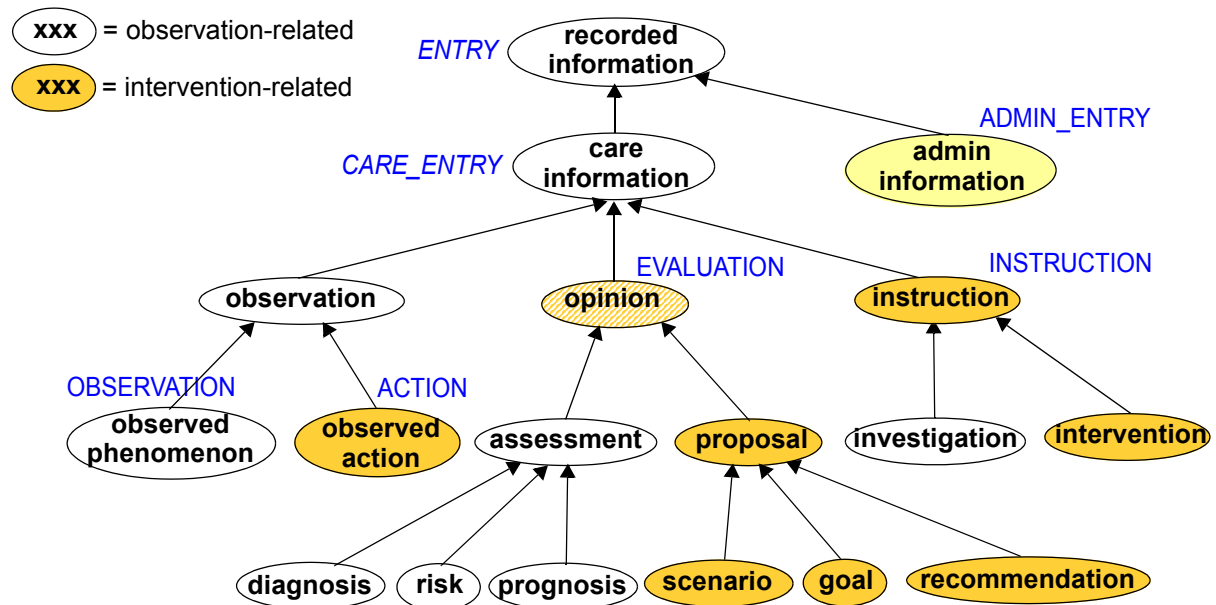 xxx = observation-related
xxx = intervention-related
ENTRY
recorded
information
ADMIN_ENTRY
CARE_ENTRY
care
information
admin
information
EVALUATION
INSTRUCTION
observation
opinion
instruction
OBSERVATION
ACTION
observed
phenomenon
observed
action
assessment
proposal
investigation
intervention
diagnosis
risk
prognosis
scenario
goal
recommendation